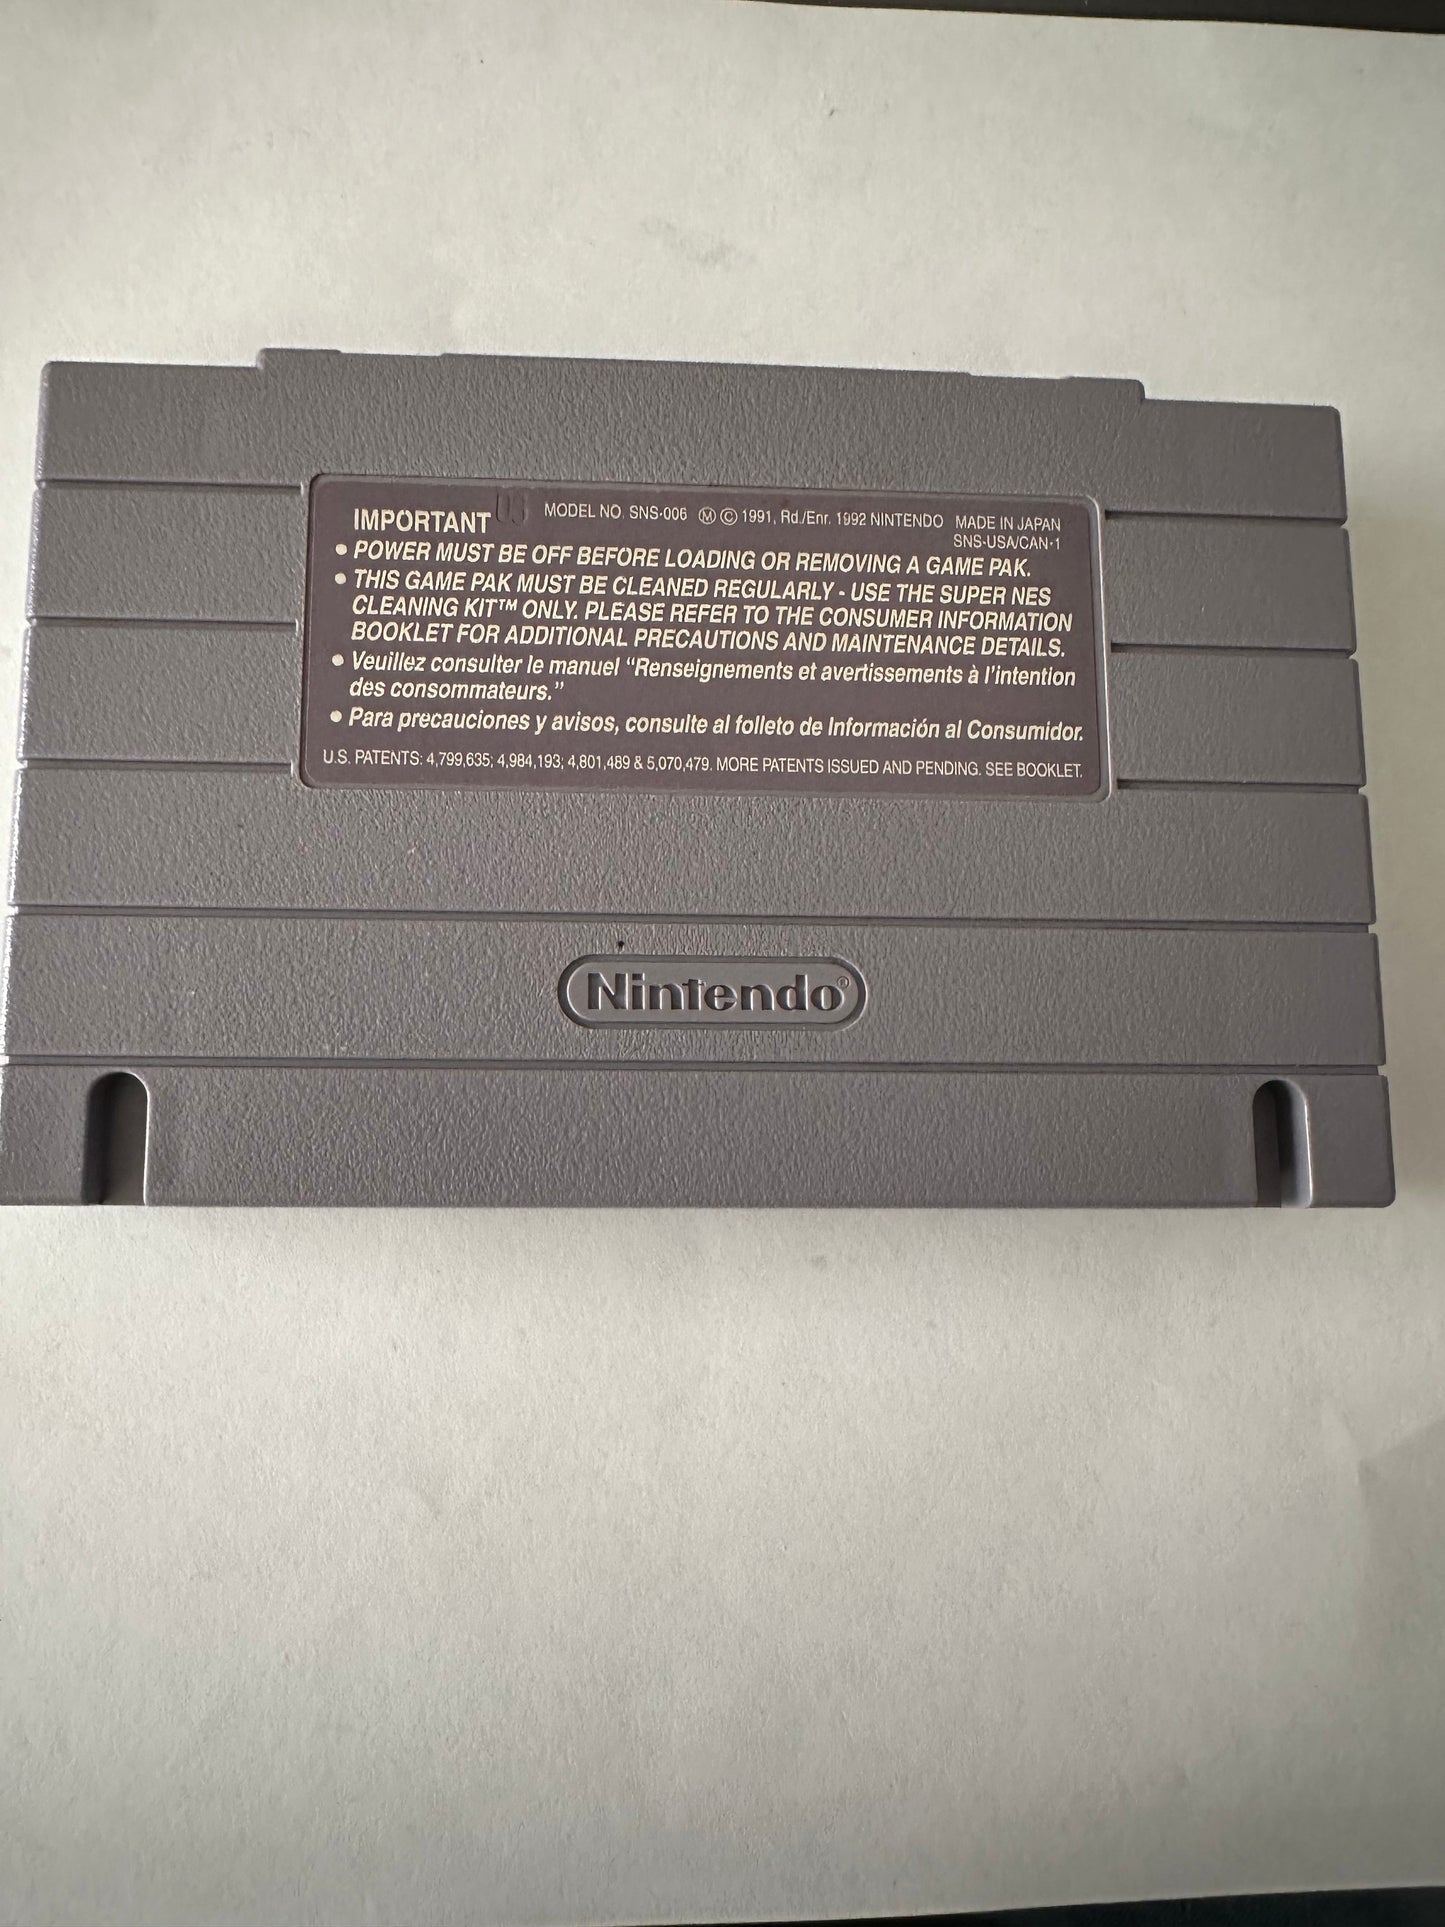 IMPORTANT MODEL NO. SNS-006 Ⓜ © 1991, Rd./Enr. 1992 NINTENDO MADE IN JAPAN
SNS-USA/CAN-1
• POWER MUST BE OFF BEFORE LOADING OR REMOVING A GAME PAK.
• THIS GAME PAK MUST BE CLEANED REGULARLY - USE THE SUPER NES
CLEANING KIT™ ONLY. PLEASE REFER TO THE CONSUMER INFORMATION
BOOKLET FOR ADDITIONAL PRECAUTIONS AND MAINTENANCE DETAILS.
• Veuillez consulter le manuel “Renseignements et avertissements à l’intention
des consommateurs.”
• Para precauciones y avisos, consulte al folleto de Información al Consumidor.
U.S. PATENTS: 4,799,635; 4,984,193; 4,801,489 & 5,070,479. MORE PATENTS ISSUED AND PENDING. SEE BOOKLET.
Nintendo®